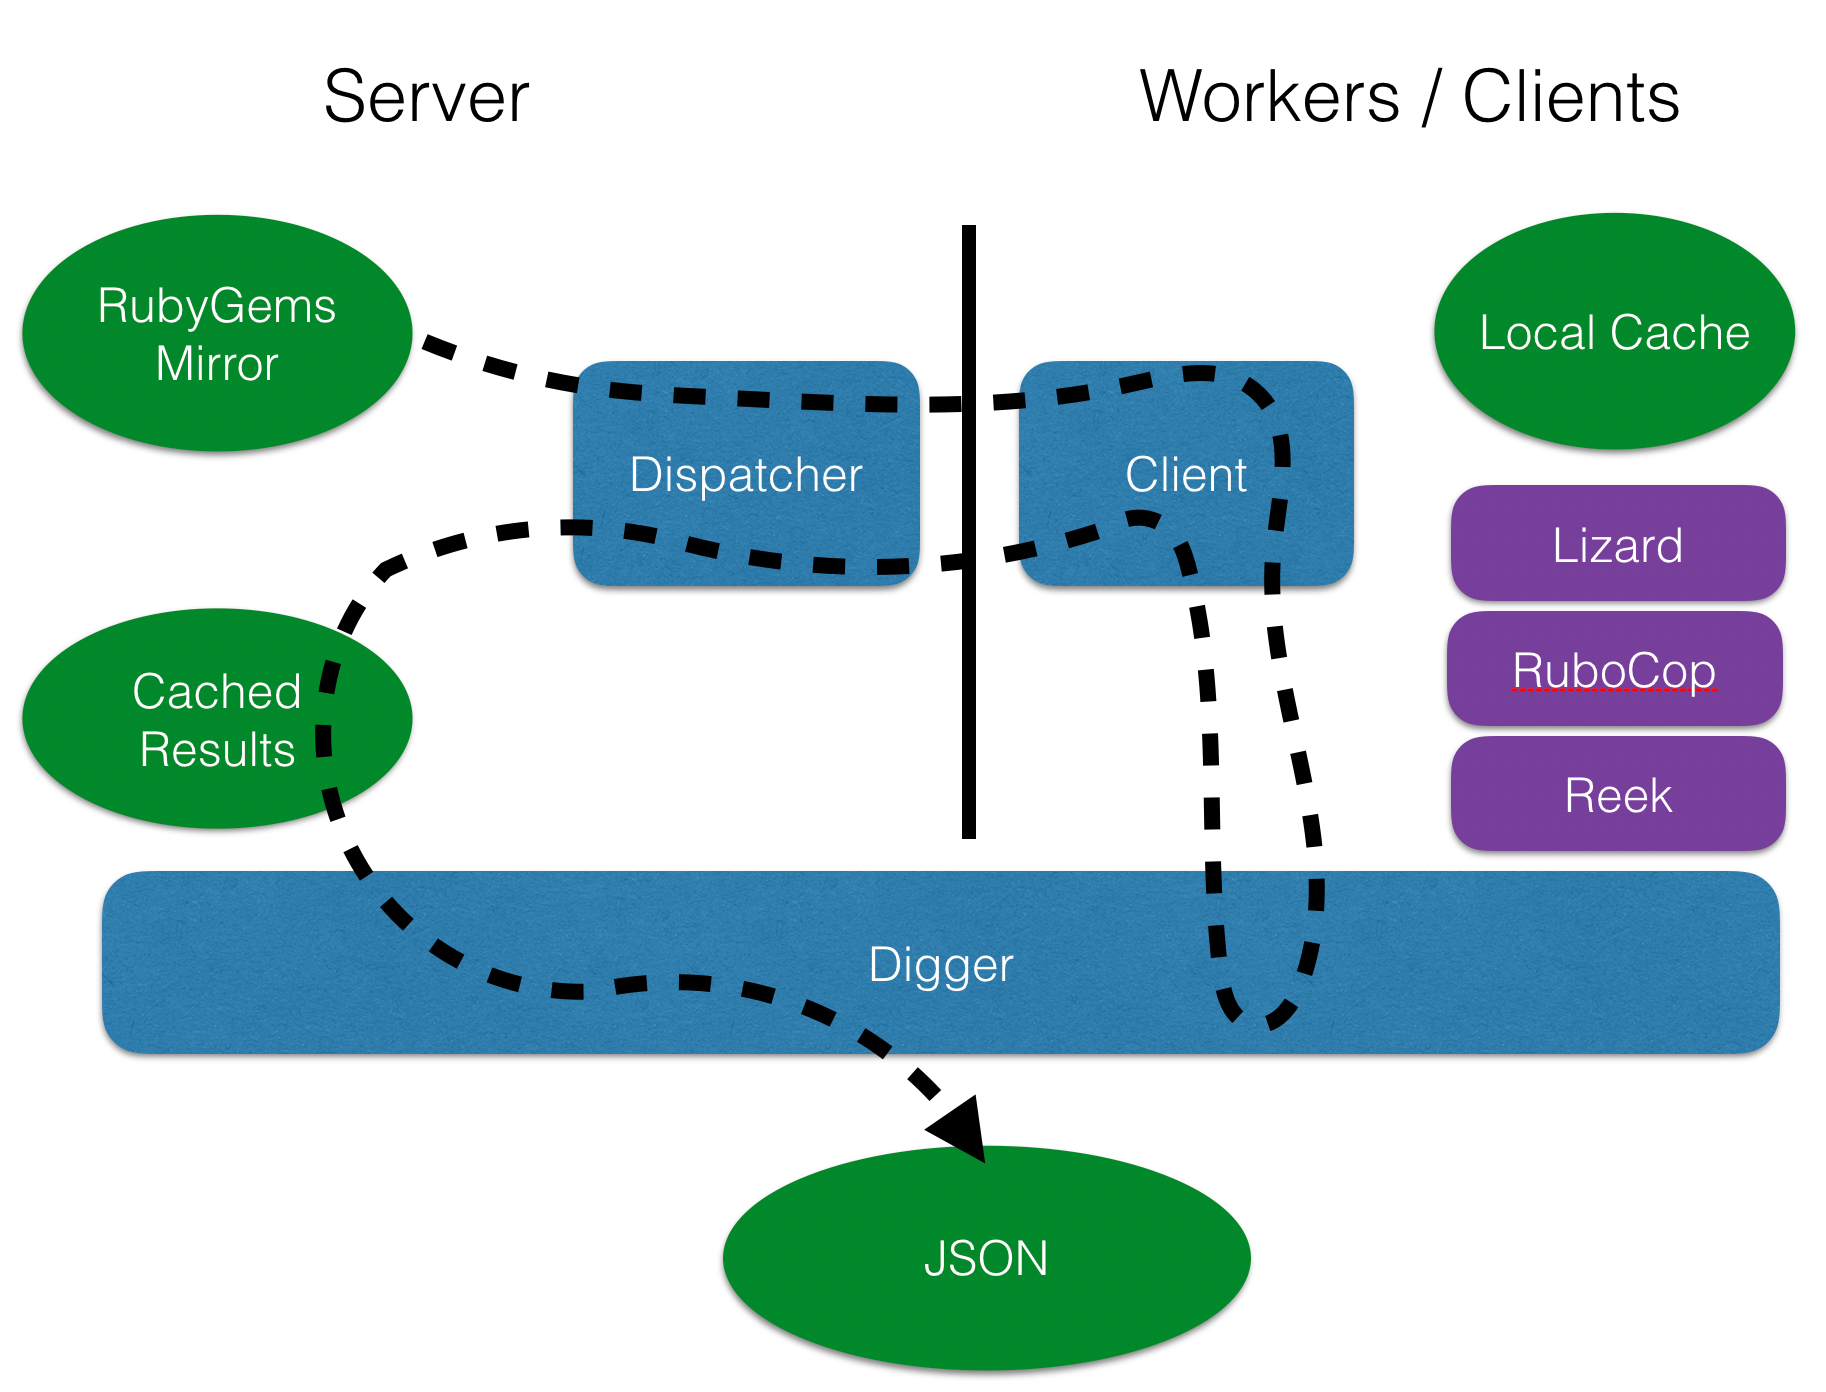 Server
Workers / Clients
RubyGems
Mirror
Local Cache
Dispatcher
Client
Lizard
RuboCop
Cached
Results
Reek
Digger
JSON